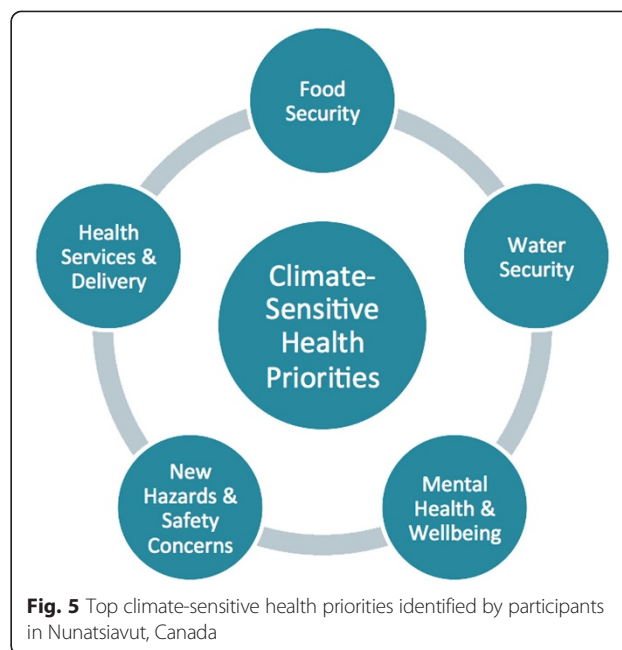 Food
Security
Water
Security
Mental
Health &
Wellbeing
New
Hazards &
Safety
Concerns
Health
Services &
Delivery
Climate-
Sensitive
Health
Priorities
Fig. 5 Top climate-sensitive health priorities identified by participants
in Nunatsiavut, Canada